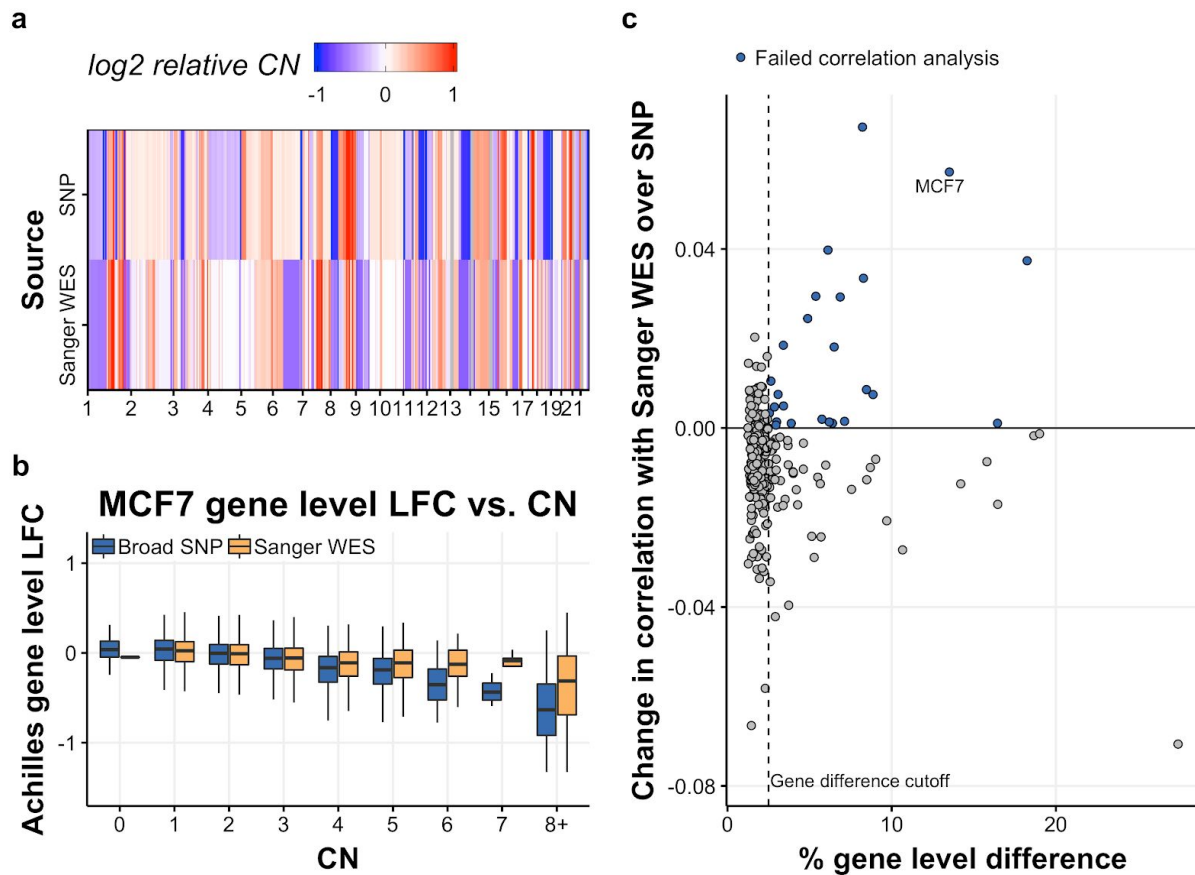 a
log2 relative CN
-1 0 1
Source
SNP
Sanger WES
1 2 3 4 5 6 7 8 9 10 11 12 13 15 17 19 21
b
MCF7 gene level LFC vs. CN
Broad SNP Sanger WES
Achilles gene level LFC
1
0
-1
0 1 2 3 4 5 6 7 8+
CN
c
Failed correlation analysis
Change in correlation with Sanger WES over SNP
MCF7
0.04
0.00
-0.04
-0.08
Gene difference cutoff
0 10 20
% gene level difference